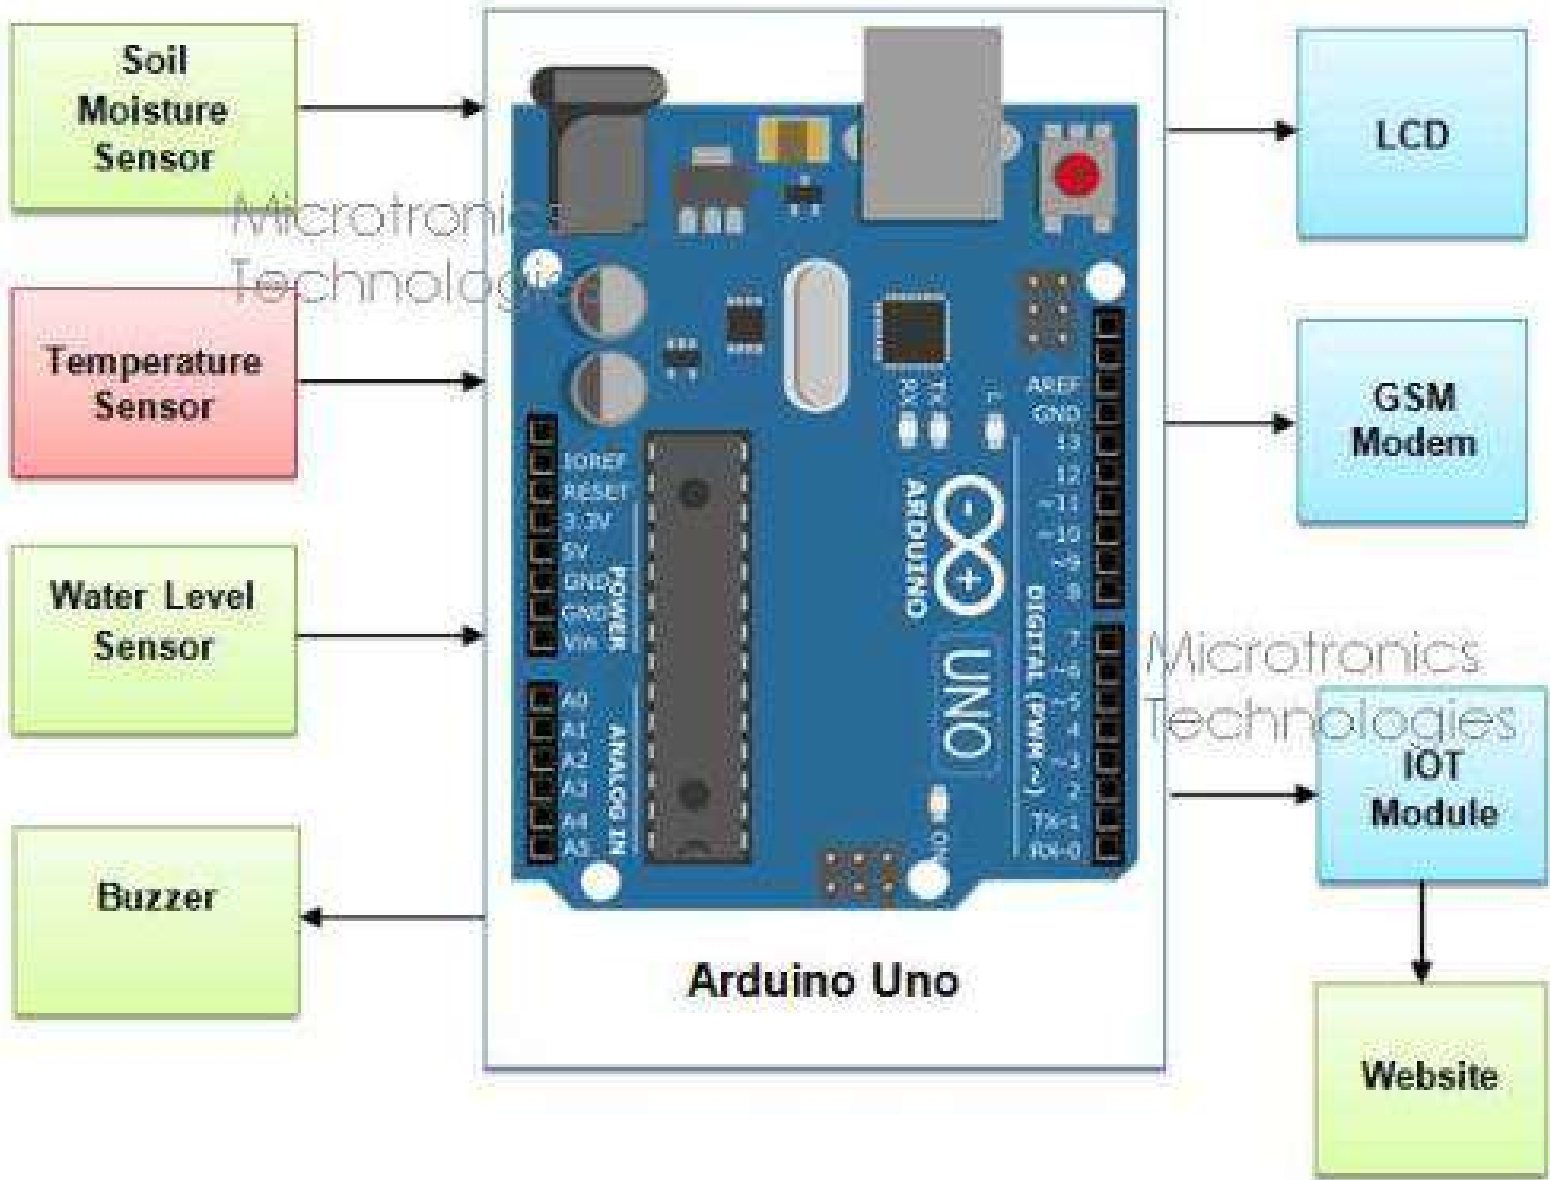 Soil
Moisture
Sensor
Microtronics
Technologi
Temperature
Sensor
Water Level
Sensor
Buzzer
IOREF
RESET
3.3V
5V
GND
GND
Vin
POWER
A0
A1
A2
A3
A4
A5
ANALOG IN
RX
TX
ARDUINO
UNO
ON
AREF
GND
13
12
~11
~10
~9
8
7
~6
~5
4
~3
2
TX-1
RX-0
DIGITAL (PWM ~)
Arduino Uno
LCD
GSM
Modem
Microtronics
Technologies
IOT
Module
Website